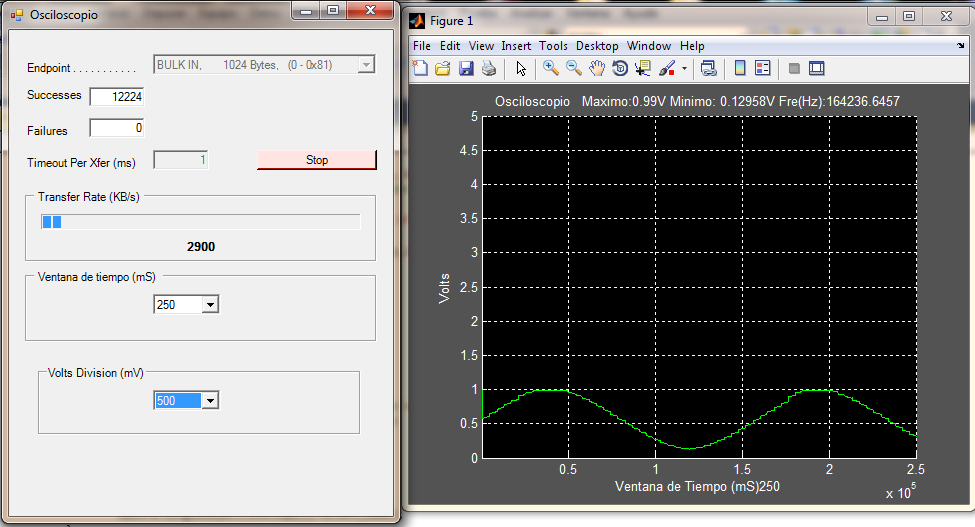 Osciloscopio
Endpoint . . . . . . . . . . .
BULK IN, 1024 Bytes, (0 - 0x81)
Successes
12224
Failures
0
Timeout Per Xfer (ms)
1
Stop
Transfer Rate (KB/s)
2900
Ventana de tiempo (mS)
250
Volts Division (mV)
500
Figure 1
File Edit View Insert Tools Desktop Window Help
Osciloscopio Maximo:0.99V Minimo: 0.12958V Fre(Hz):164236.6457
5
4.5
4
3.5
3
2.5
2
1.5
1
0.5
0
Volts
0.5 1 1.5 2 2.5
Ventana de Tiempo (mS)250
x 10^5